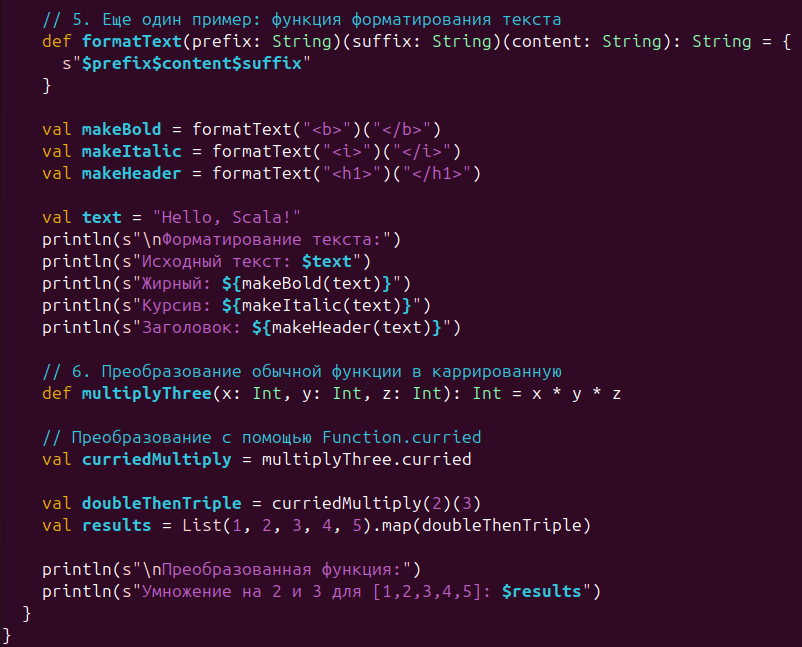 // 5. Еще один пример: функция форматирования текста
def formatText(prefix: String)(suffix: String)(content: String): String = {
s"$prefix$content$suffix"
}
val makeBold = formatText("<b>")("</b>")
val makeItalic = formatText("<i>")("</i>")
val makeHeader = formatText("<h1>")("</h1>")
val text = "Hello, Scala!"
println(s"\nФорматирование текста:")
println(s"Исходный текст: $text")
println(s"Жирный: ${makeBold(text)}")
println(s"Курсив: ${makeItalic(text)}")
println(s"Заголовок: ${makeHeader(text)}")
// 6. Преобразование обычной функции в каррированную
def multiplyThree(x: Int, y: Int, z: Int): Int = x * y * z
// Преобразование с помощью Function.curried
val curriedMultiply = multiplyThree.curried
val doubleThenTriple = curriedMultiply(2)(3)
val results = List(1, 2, 3, 4, 5).map(doubleThenTriple)
println(s"\nПреобразованная функция:")
println(s"Умножение на 2 и 3 для [1,2,3,4,5]: $results")
}
}